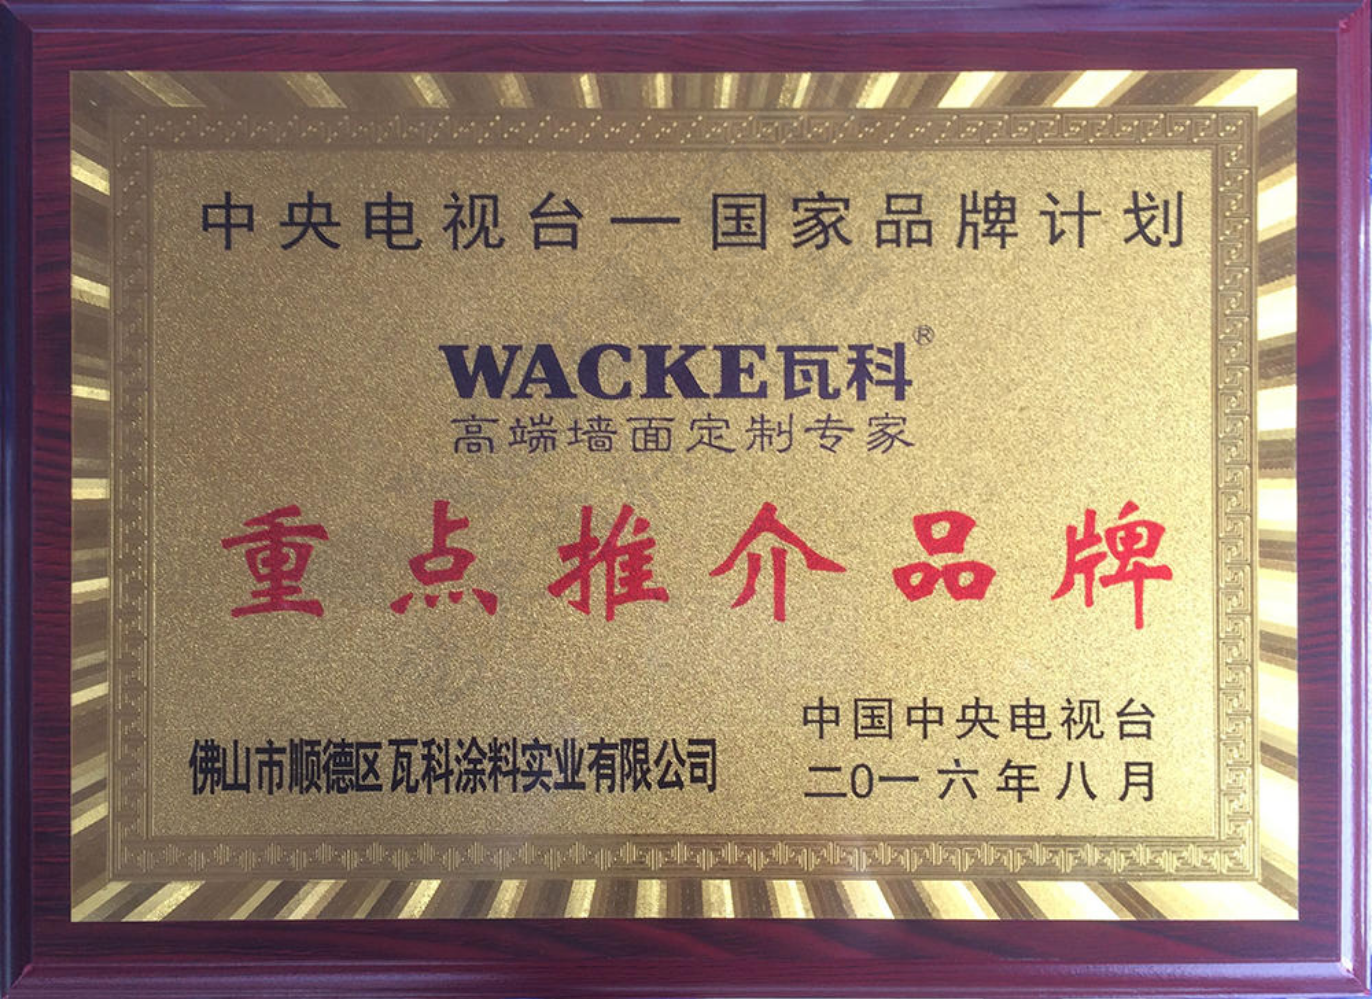 中央电视台—国家品牌计划
WACKE瓦科®
高端墙面定制专家
重点推介品牌
佛山市顺德区瓦科涂料实业有限公司
中国中央电视台
二0一六年八月